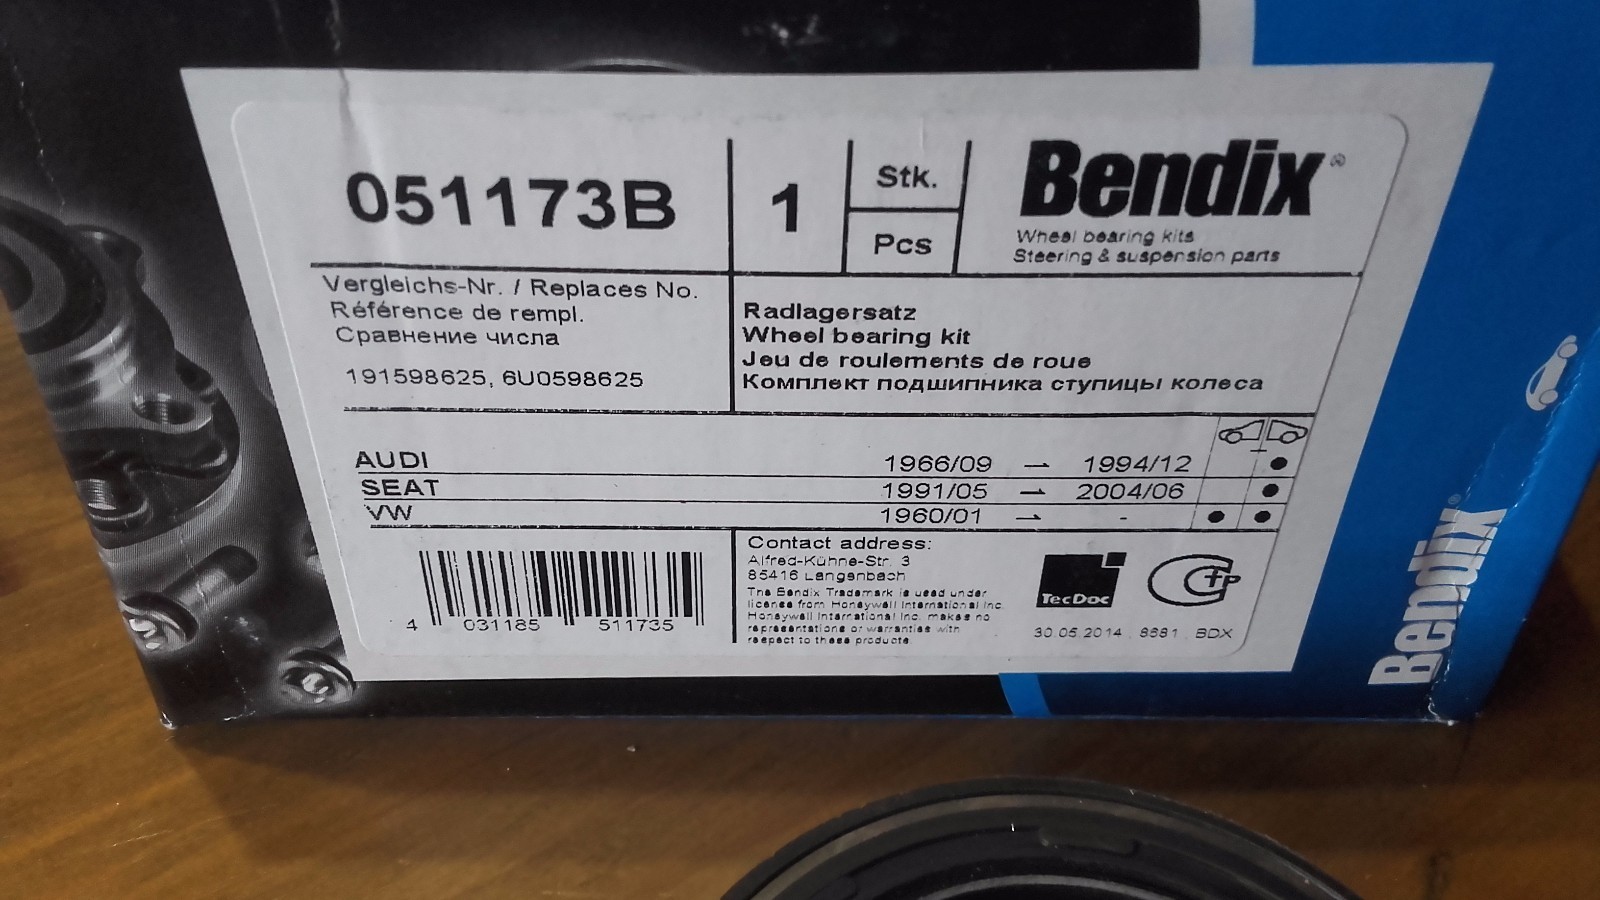 051173B
1
Stk.
Pcs
Bendix®
Wheel bearing kits
Steering & suspension parts
Vergleichs-Nr. / Replaces No.
Référence de rempl.
Сравнение числа
191598625, 6U0598625
Radlagersatz
Wheel bearing kit
Jeu de roulements de roue
Комплект подшипника ступицы колеса
AUDI 1966/09 → 1994/12 •
SEAT 1991/05 → 2004/06 •
VW 1960/01 → - • •
4 031185 511735
Contact address:
Alfred-Kühne-Str. 3
85416 Langenbach
The Bendix Trademark is used under
license from Honeywell International Inc.
Honeywell International Inc. makes no
representations or warranties with
respect to these products.
TecDoc
СтР
30.05.2014 . 8681 . BDX
Bendix®